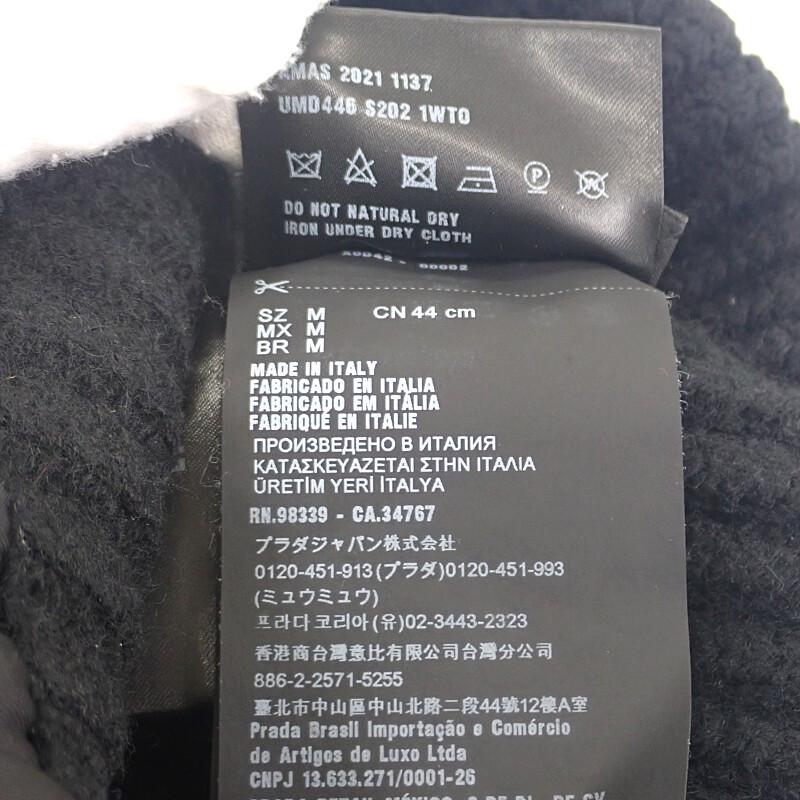 2021 1137
UMD446 S202 1WT0
P
DO NOT NATURAL DRY
IRON UNDER DRY CLOTH
SZ M CN 44 cm
MX M
BR M
MADE IN ITALY
FABRICADO EN ITALIA
FABRICADO EM ITÁLIA
FABRIQUÉ EN ITALIE
ПРОИЗВЕДЕНО В ИТАЛИЯ
ΚΑΤΑΣΚΕΥΑΖΕΤΑΙ ΣΤΗΝ ΙΤΑΛΙΑ
ÜRETİM YERİ İTALYA
RN.98339 - CA.34767
プラダジャパン株式会社
0120-451-913(プラダ)0120-451-993
(ミュウミュウ)
프라다코리아(유)02-3443-2323
香港商台灣意比有限公司台灣分公司
886-2-2571-5255
臺北市中山區中山北路二段44號12樓A室
Prada Brasil Importação e Comércio
de Artigos de Luxo Ltda
CNPJ 13.633.271/0001-26